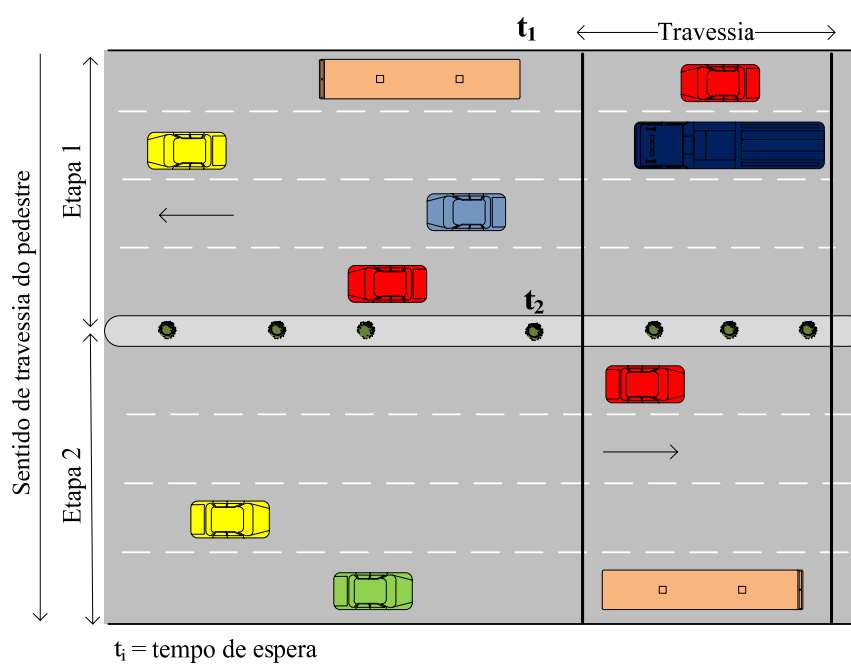 t1
Travessia
Sentido de travessia do pedestre
Etapa 1
t2
Etapa 2
ti = tempo de espera